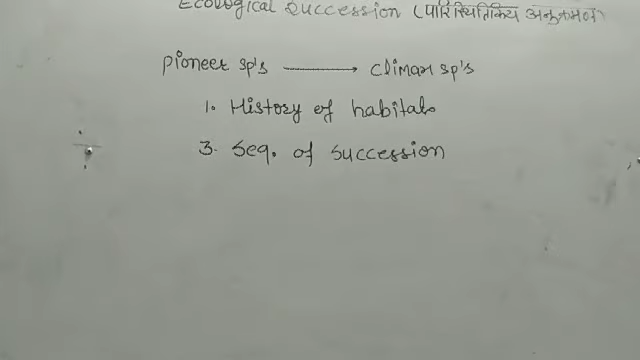 Ecological Succession (पारिस्थितिकिय अनुक्रमण)
Pioneer sp's → Climax sp's
1. History of habitats
3. Seq. of Succession